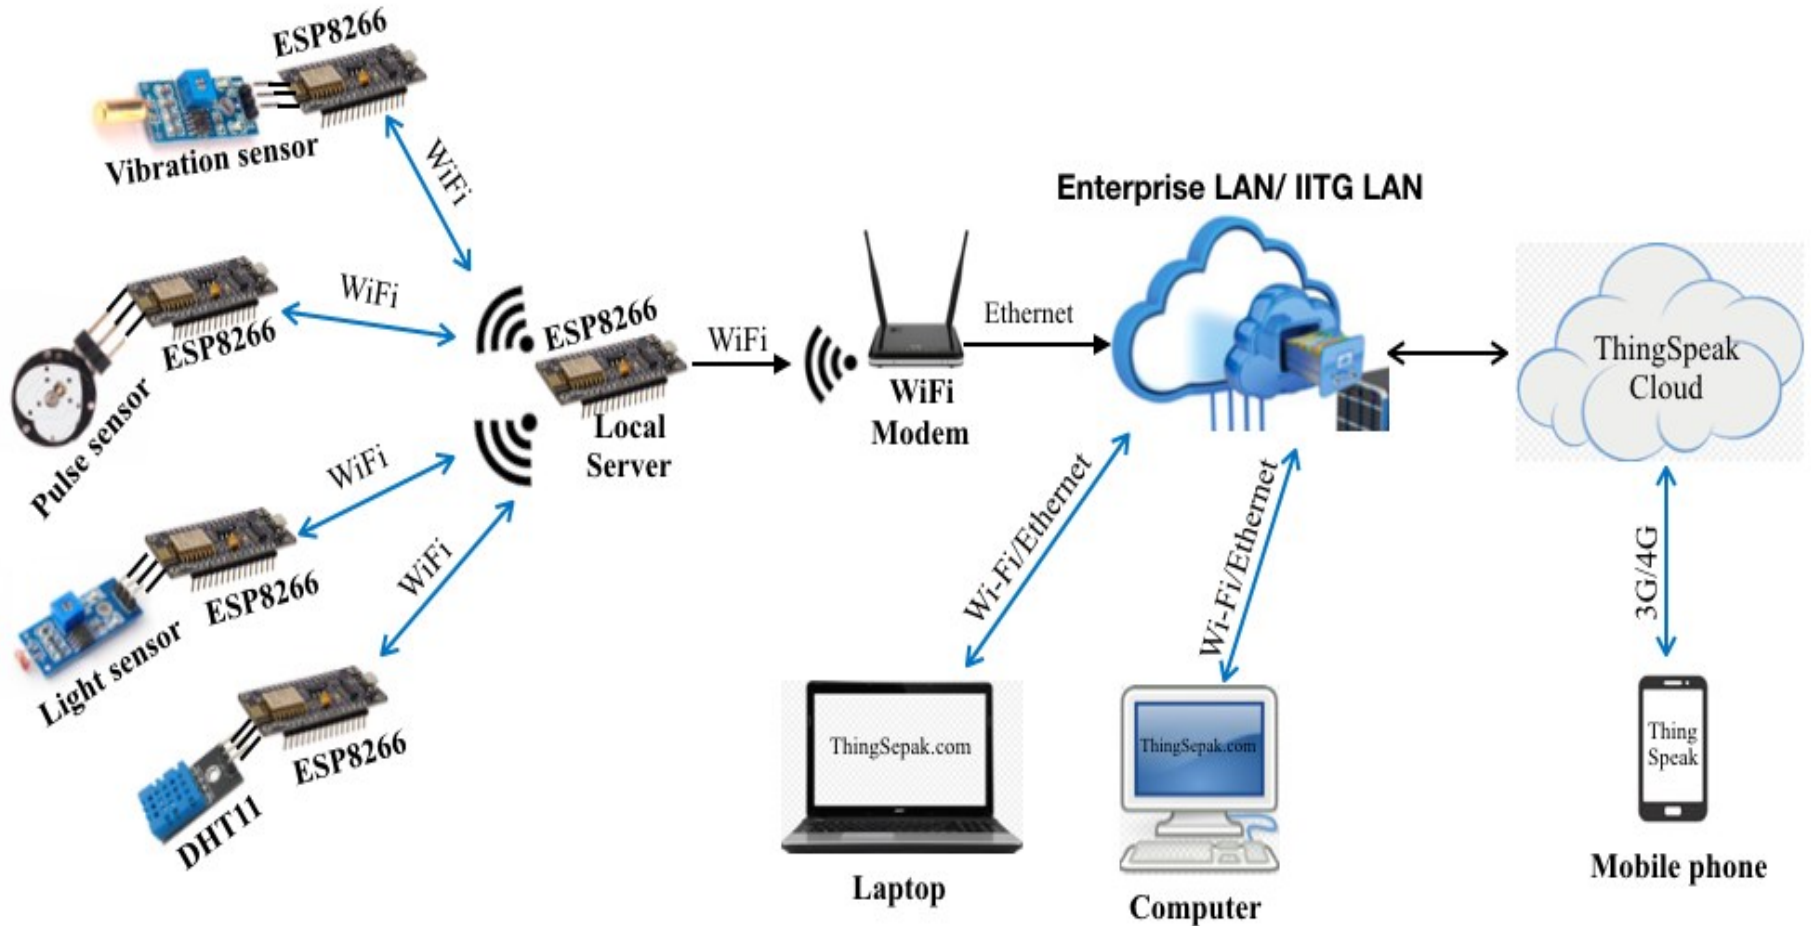 ESP8266
Vibration sensor
WiFi
ESP8266
Pulse sensor
WiFi
ESP8266
Light sensor
WiFi
ESP8266
DHT11
WiFi
ESP8266
Local
Server
WiFi
WiFi
Modem
Ethernet
Enterprise LAN/ IITG LAN
ThingSpeak
Cloud
Wi-Fi/Ethernet
Wi-Fi/Ethernet
3G/4G
ThingSepak.com
Laptop
ThingSepak.com
Computer
Thing
Speak
Mobile phone